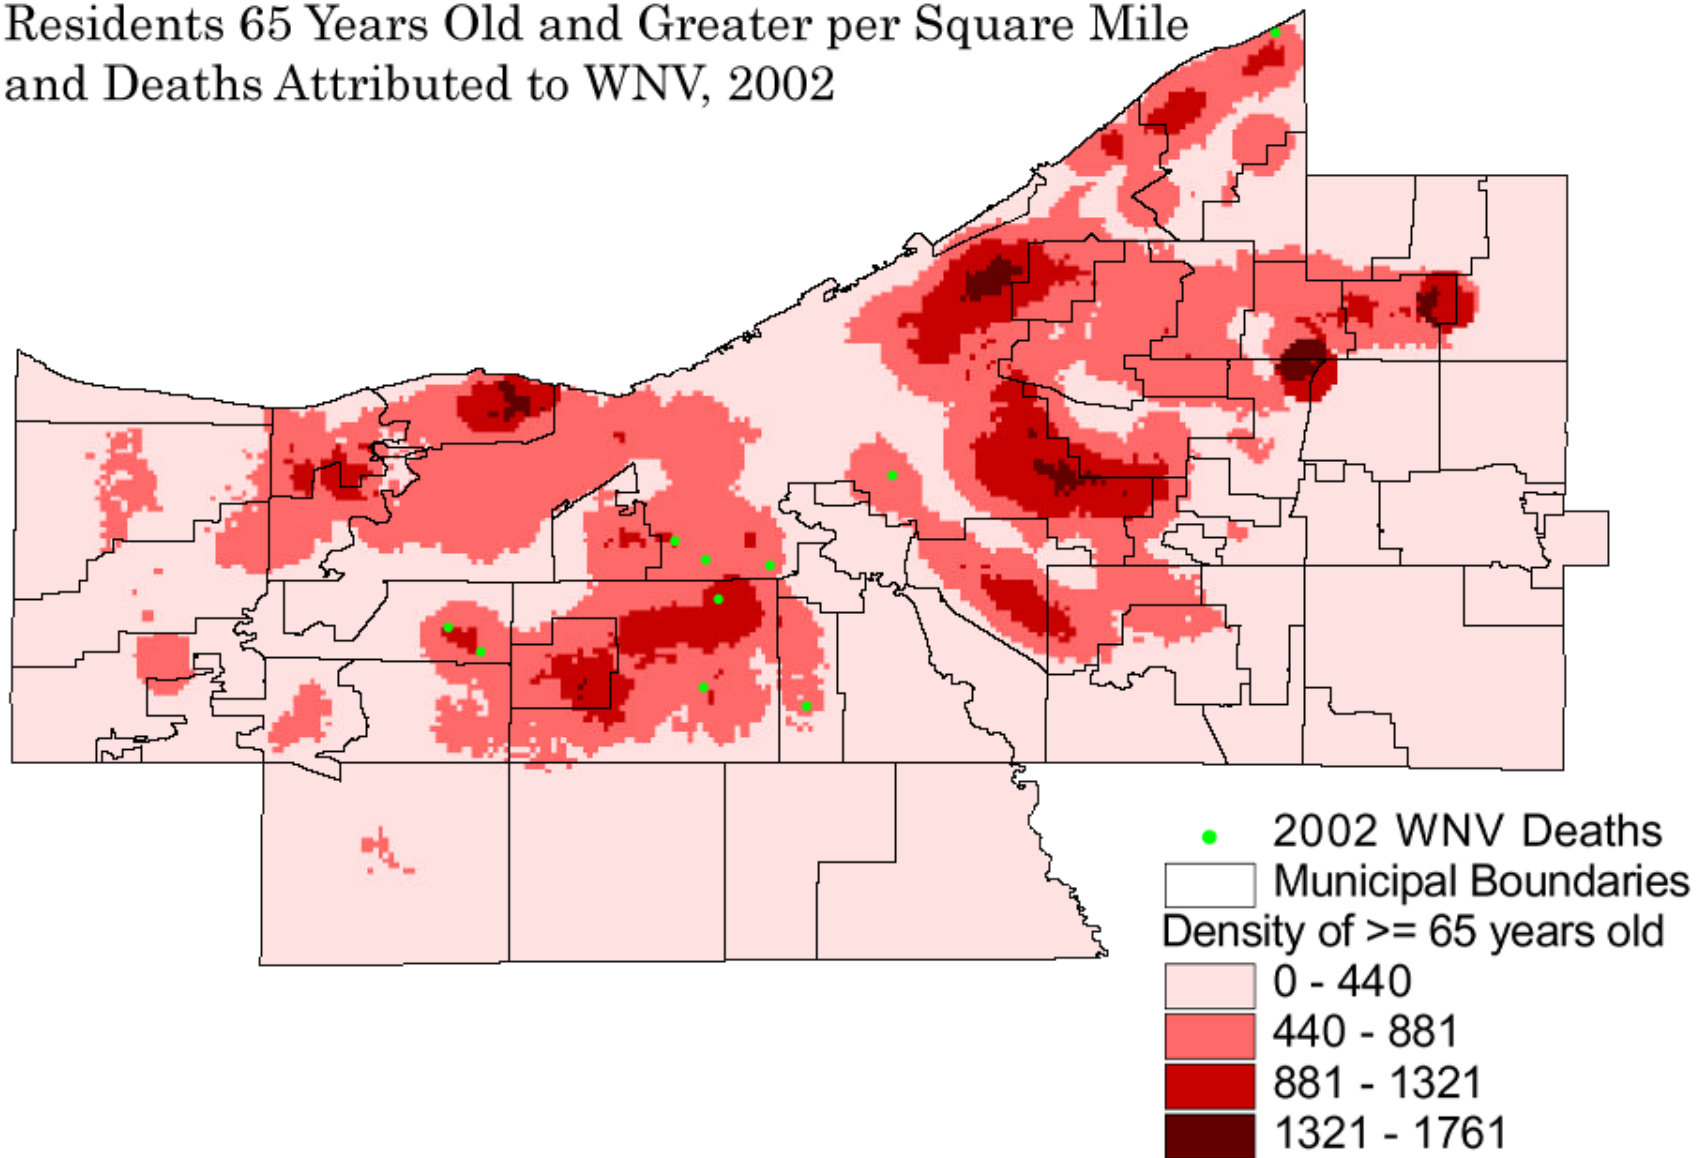 Residents 65 Years Old and Greater per Square Mile
and Deaths Attributed to WNV, 2002
2002 WNV Deaths
Municipal Boundaries
Density of >= 65 years old
0 - 440
440 - 881
881 - 1321
1321 - 1761